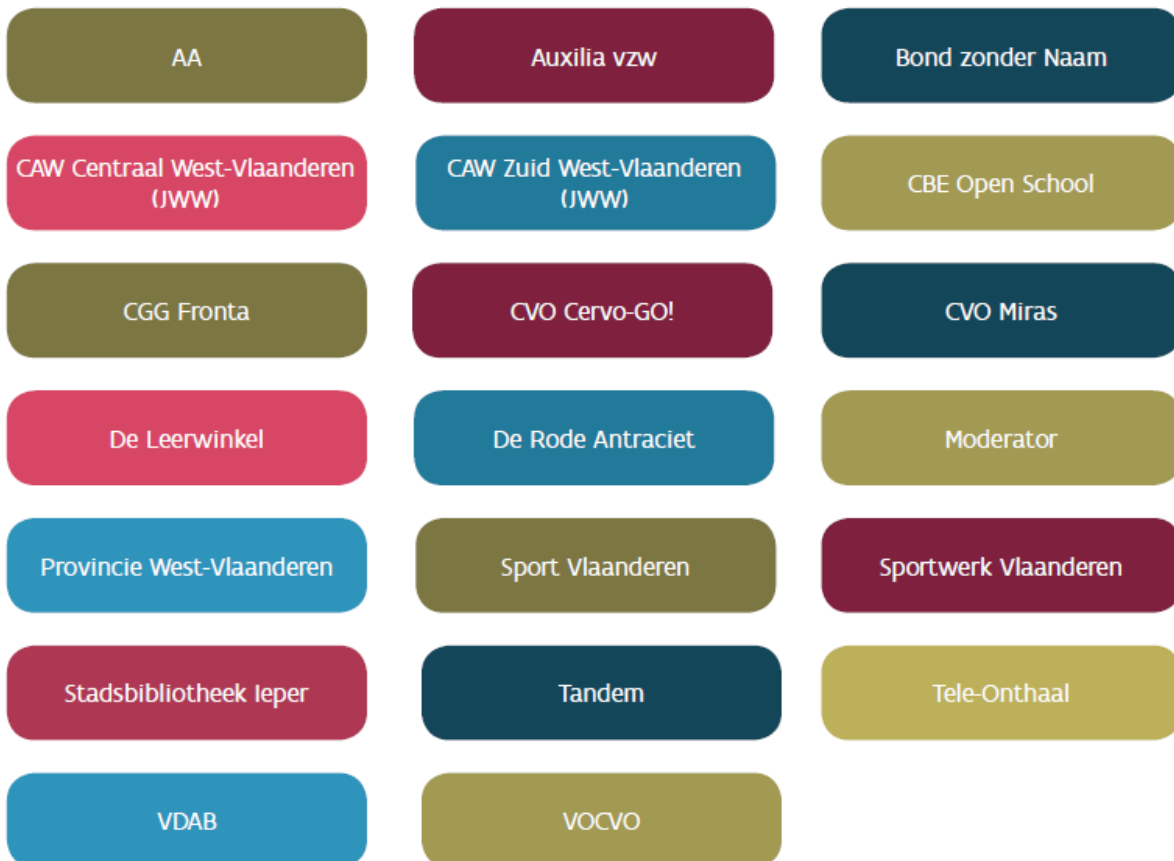 AA
Auxilia vzw
Bond zonder Naam
CAW Centraal West-Vlaanderen
(JWW)
CAW Zuid West-Vlaanderen
(JWW)
CBE Open School
CGG Fronta
CVO Cervo-GO!
CVO Miras
De Leerwinkel
De Rode Antraciet
Moderator
Provincie West-Vlaanderen
Sport Vlaanderen
Sportwerk Vlaanderen
Stadsbibliotheek Ieper
Tandem
Tele-Onthaal
VDAB
VOCVO